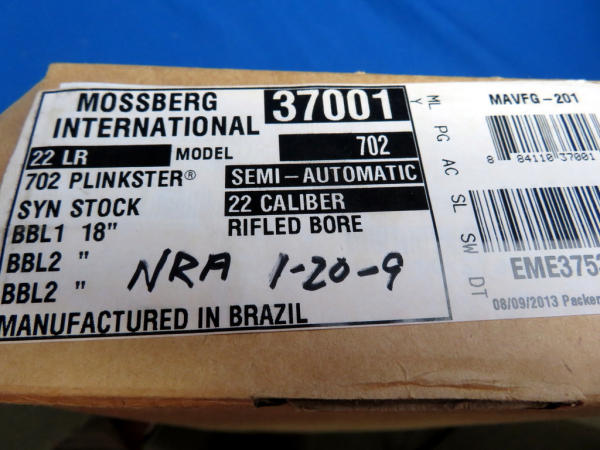 MOSSBERG
INTERNATIONAL
37001
22 LR
MODEL
702
702 PLINKSTER®
SEMI-AUTOMATIC
SYN STOCK
22 CALIBER
BBL1 18"
RIFLED BORE
BBL2 "
BBL2 "
NRA 1-20-9
MANUFACTURED IN BRAZIL
ML PG AC SL SW DT
Y
MAVFG-201
8 84110 37001
EME3753
08/09/2013 Packer